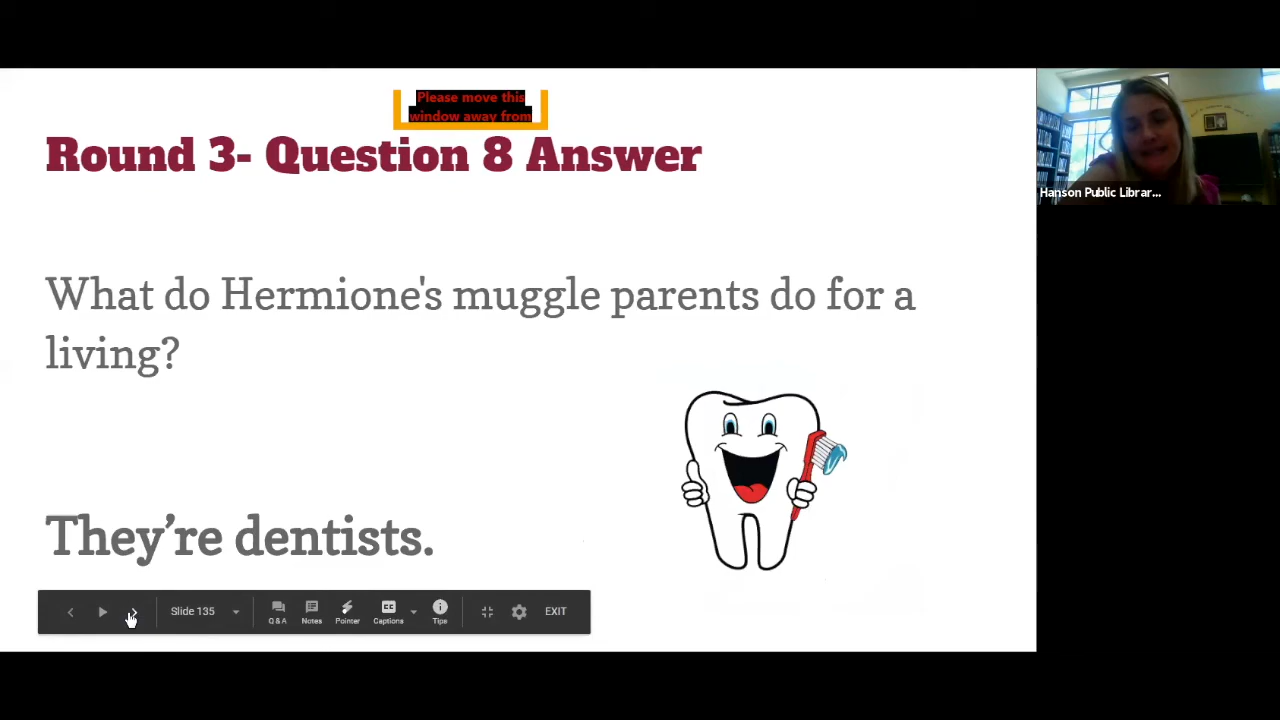 Please move this
window away from
Round 3- Question 8 Answer
Hanson Public Librar...
What do Hermione's muggle parents do for a
living?
They’re dentists.
Slide 135
Q & A
Notes
Pointer
CC
Captions
Tips
EXIT